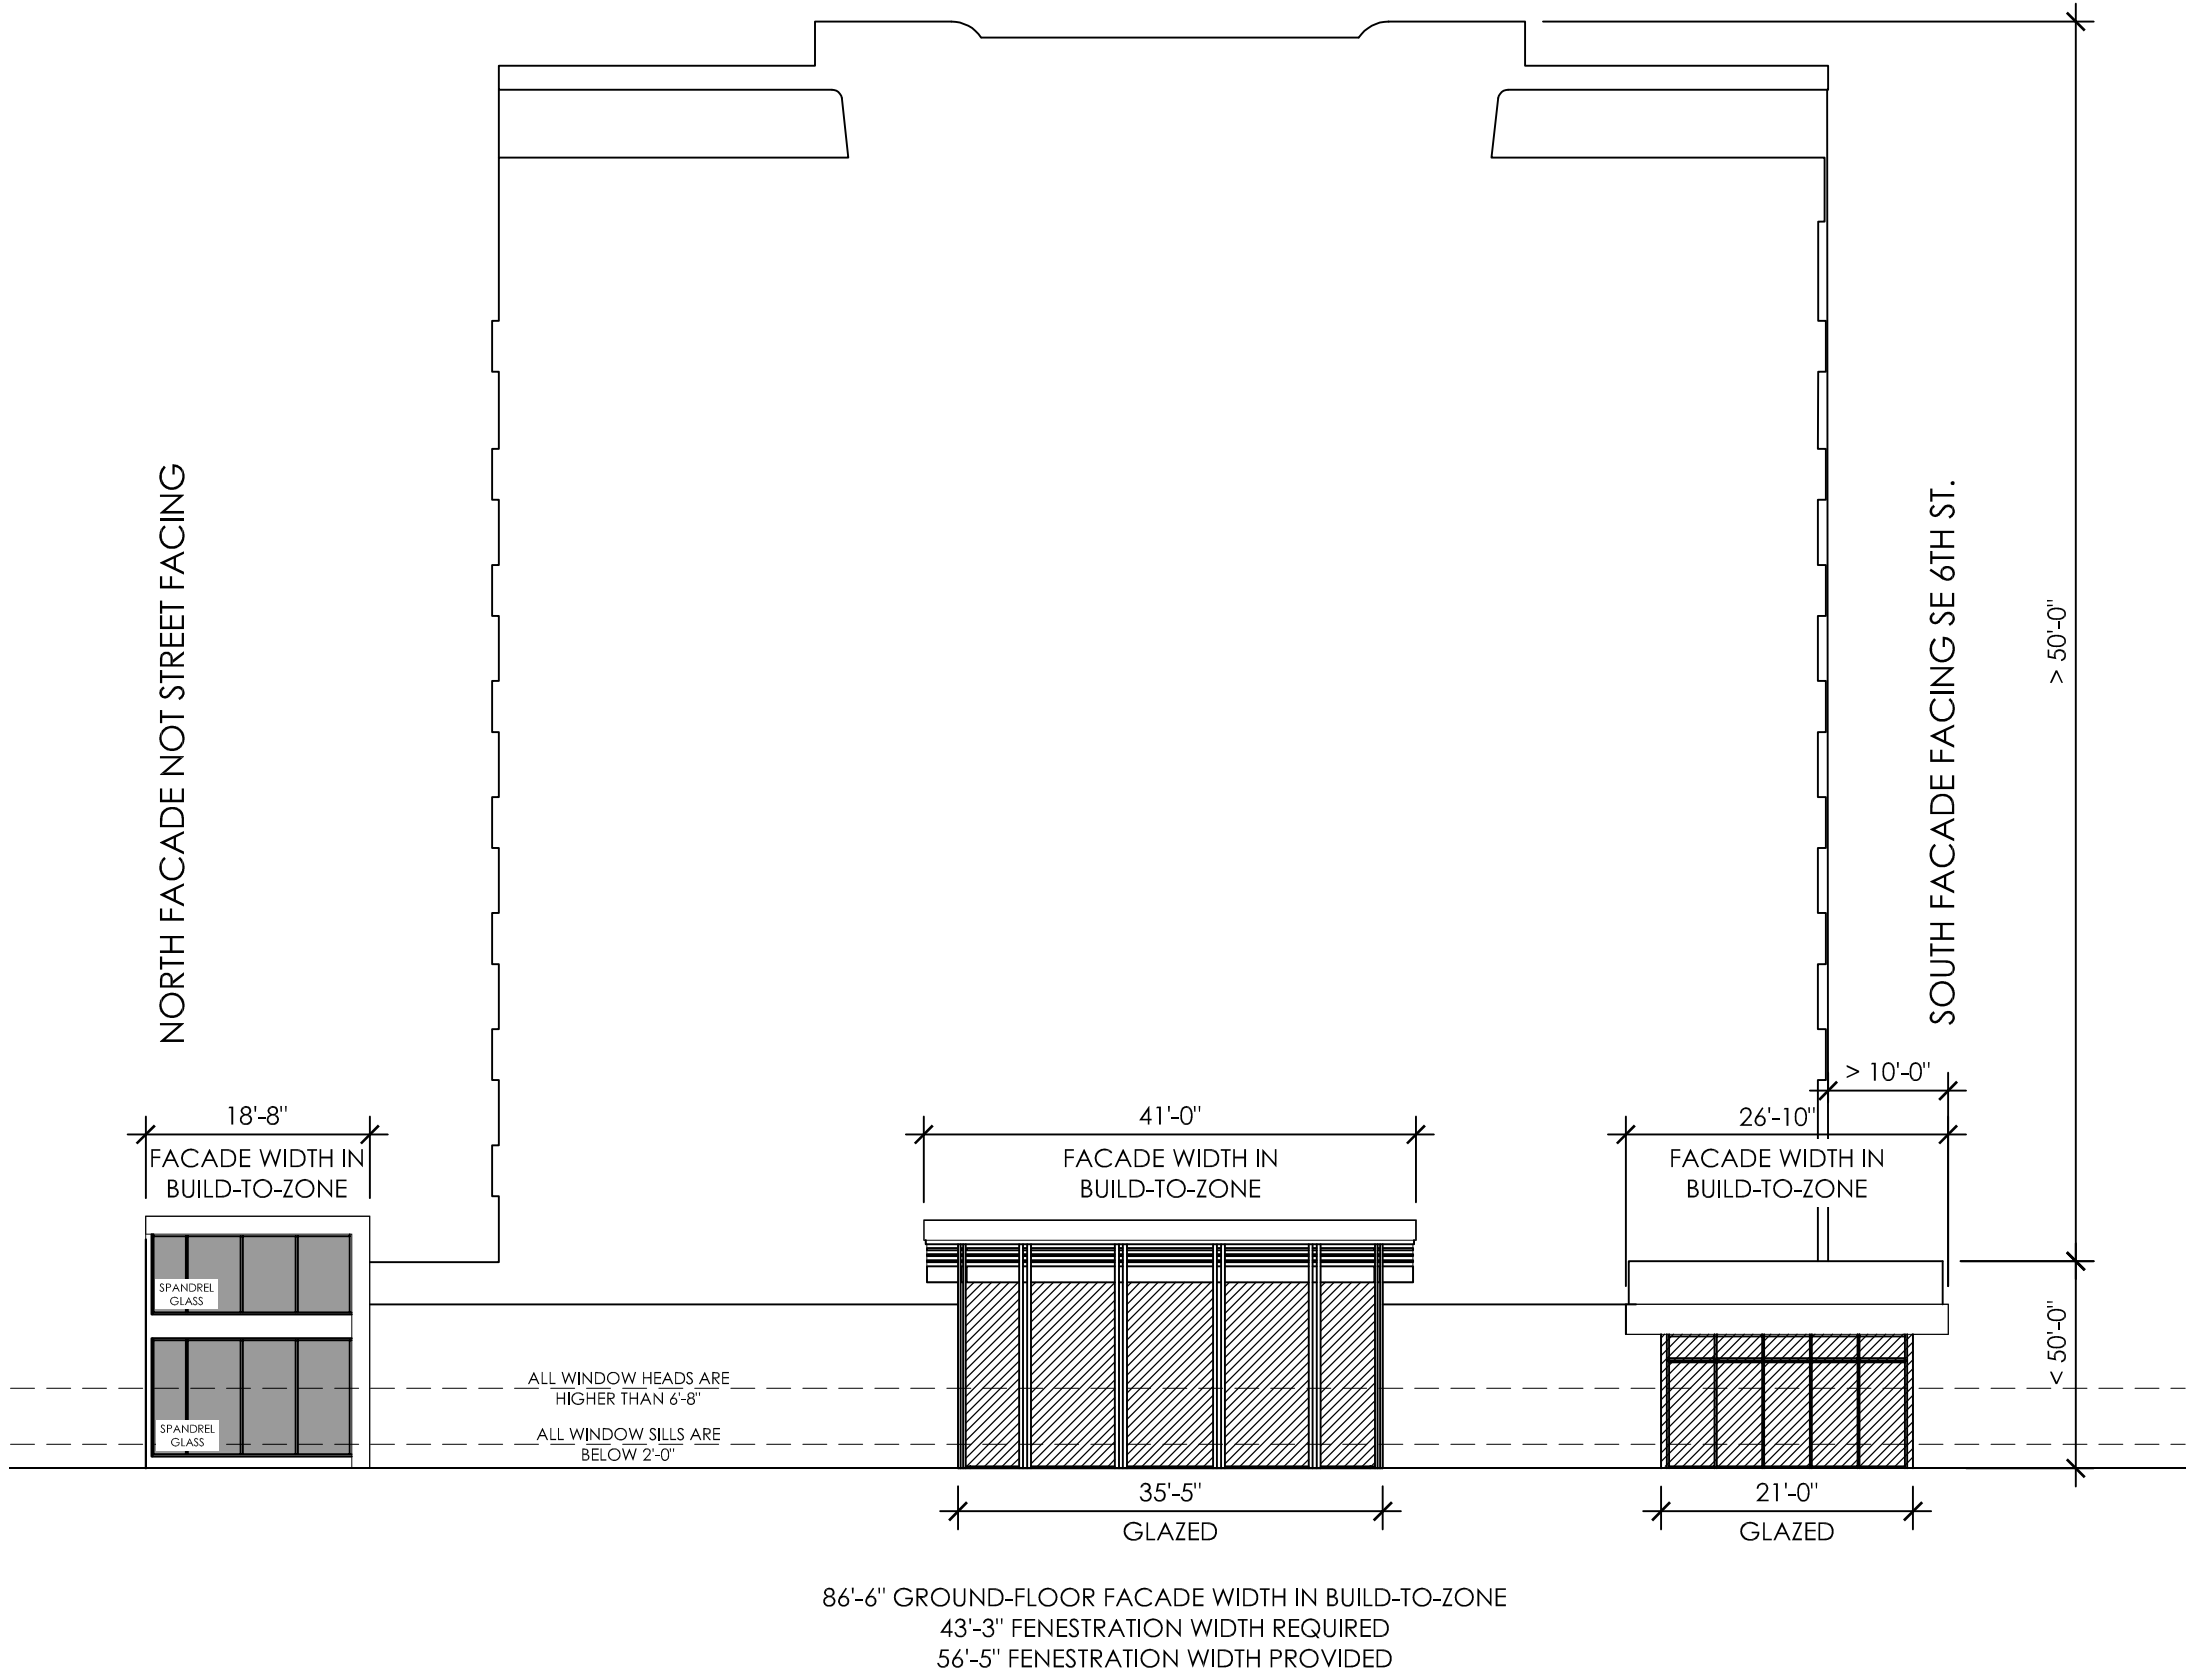 NORTH FACADE NOT STREET FACING
SOUTH FACADE FACING SE 6TH ST.
> 50'-0"
> 10'-0"
18'-8"
FACADE WIDTH IN
BUILD-TO-ZONE
41'-0"
FACADE WIDTH IN
BUILD-TO-ZONE
26'-10"
FACADE WIDTH IN
BUILD-TO-ZONE
SPANDREL
GLASS
< 50'-0"
ALL WINDOW HEADS ARE
HIGHER THAN 6'-8"
SPANDREL
GLASS
ALL WINDOW SILLS ARE
BELOW 2'-0"
35'-5"
GLAZED
21'-0"
GLAZED
86'-6" GROUND-FLOOR FACADE WIDTH IN BUILD-TO-ZONE
43'-3" FENESTRATION WIDTH REQUIRED
56'-5" FENESTRATION WIDTH PROVIDED